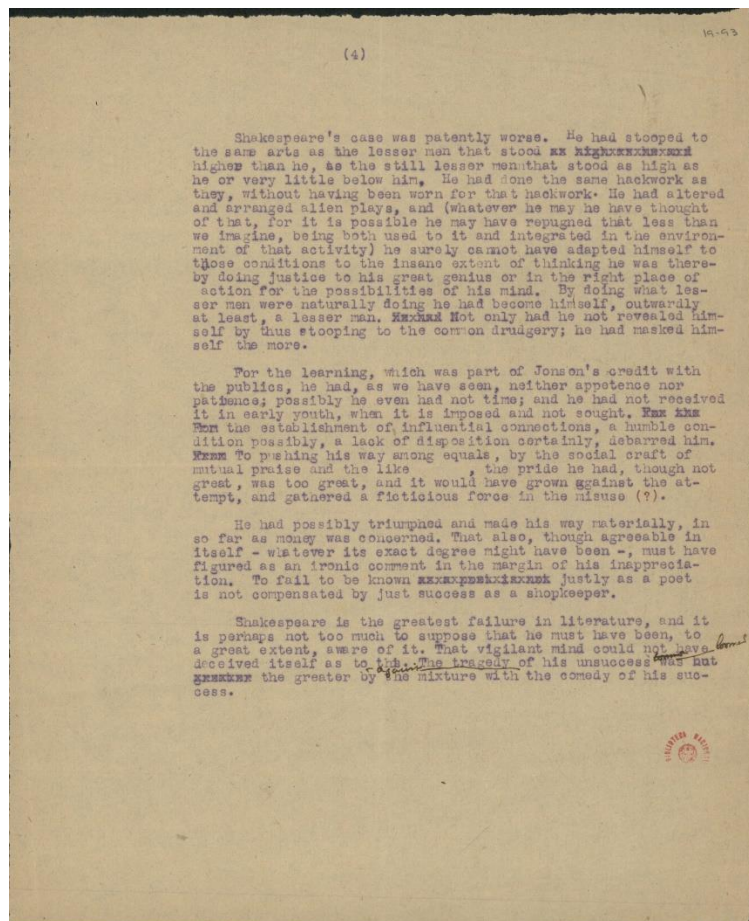 19-93
(4)
Shakespeare's case was patently worse. He had stooped to
the same arts as the lesser men that stood
higher than he, as the still lesser men that stood as high as
he or very little below him. He had done the same hackwork as
they, without having been worn for that hackwork. He had altered
and arranged alien plays, and (whatever he may he have thought
of that, for it is possible he may have repugned that less than
we imagine, being both used to it and integrated in the environ-
ment of that activity) he surely cannot have adapted himself to
those conditions to the insane extent of thinking he was there-
by doing justice to his great genius or in the right place of
action for the possibilities of his mind. By doing what les-
ser men were naturally doing he had become himself, outwardly
at least, a lesser man. Not only had he not revealed him-
self by thus stooping to the common drudgery; he had masked him-
self the more.
For the learning, which was part of Jonson's credit with
the publics, he had, as we have seen, neither appetence nor
patience; possibly he even had not time; and he had not received
it in early youth, when it is imposed and not sought.
From the establishment of influential connections, a humble con-
dition possibly, a lack of disposition certainly, debarred him.
To pushing his way among equals, by the social craft of
mutual praise and the like , the pride he had, though not
great, was too great, and it would have grown against the at-
tempt, and gathered a ficticious force in the misuse (?).
He had possibly triumphed and made his way materially, in
so far as money was concerned. That also, though agreeable in
itself - whatever its exact degree might have been -, must have
figured as an ironic comment in the margin of his inapprecia-
tion. To fail to be known justly as a poet
is not compensated by just success as a shopkeeper.
Shakespeare is the greatest failure in literature, and it
is perhaps not too much to suppose that he must have been, to
a great extent, aware of it. That vigilant mind could not have
deceived itself as to this. The tragedy of his unsuccess was but
the greater by the mixture with the comedy of his suc-
cess.
BIBLIOTECA NACIONAL